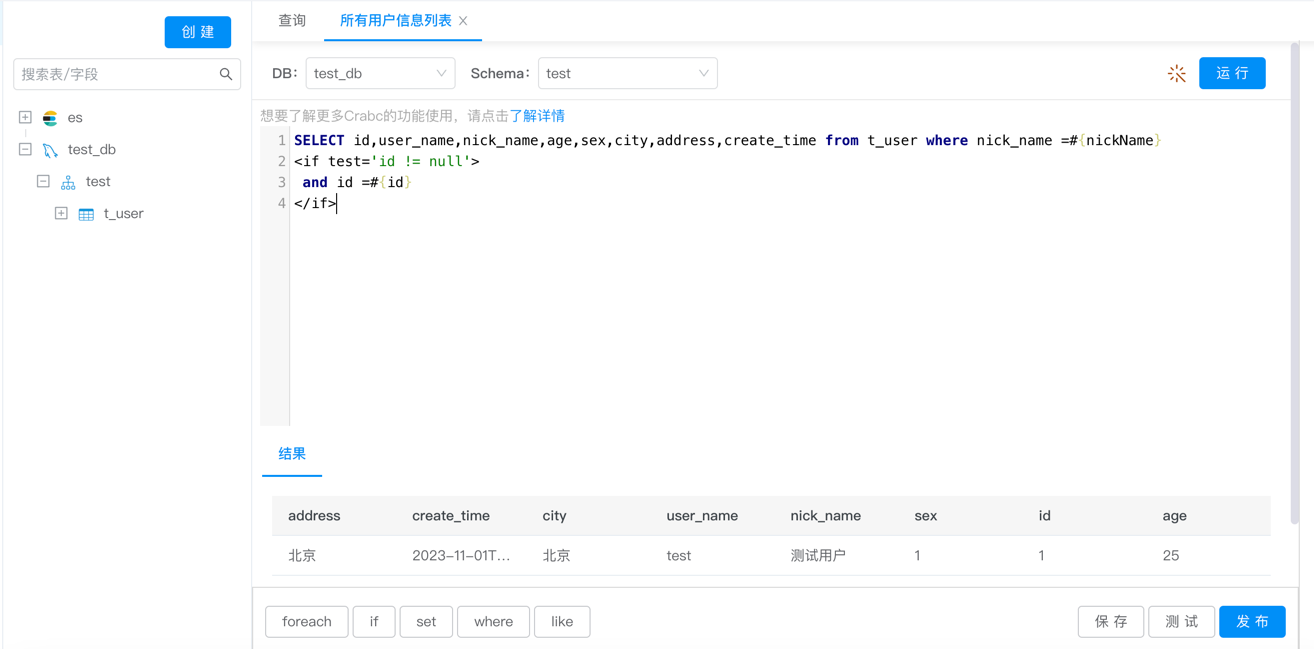 创 建
搜索表/字段
es
test_db
test
t_user
查询 所有用户信息列表
DB: test_db Schema: test 运 行
想要了解更多Crabc的功能使用，请点击了解详情
1 SELECT id,user_name,nick_name,age,sex,city,address,create_time from t_user where nick_name =#{nickName}
2 <if test='id != null'>
3 and id =#{id}
4 </if>
结果
address create_time city user_name nick_name sex id age
北京 2023-11-01T... 北京 test 测试用户 1 1 25
foreach if set where like 保 存 测 试 发 布